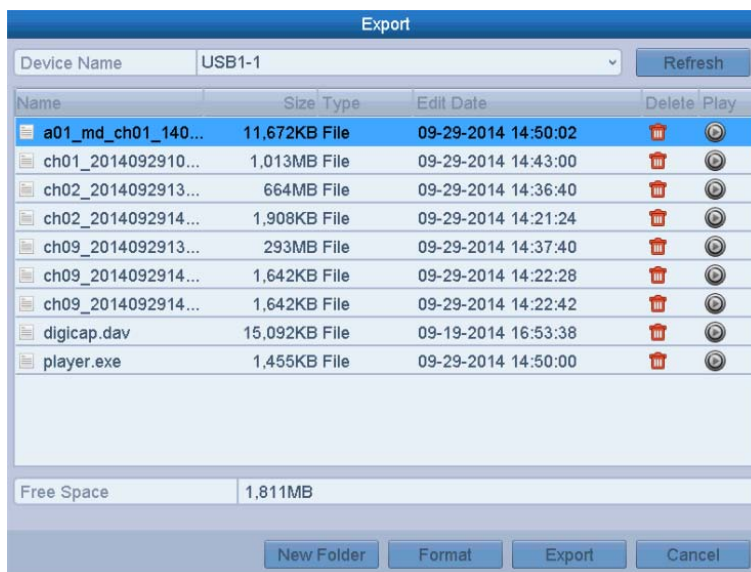 Export
Device Name USB1-1 Refresh
Name Size Type Edit Date Delete Play
a01_md_ch01_140... 11,672KB File 09-29-2014 14:50:02
ch01_2014092910... 1,013MB File 09-29-2014 14:43:00
ch02_2014092913... 664MB File 09-29-2014 14:36:40
ch02_2014092914... 1,908KB File 09-29-2014 14:21:24
ch09_2014092913... 293MB File 09-29-2014 14:37:40
ch09_2014092914... 1,642KB File 09-29-2014 14:22:28
ch09_2014092914... 1,642KB File 09-29-2014 14:22:42
digicap.dav 15,092KB File 09-19-2014 16:53:38
player.exe 1,455KB File 09-29-2014 14:50:00
Free Space 1,811MB
New Folder Format Export Cancel